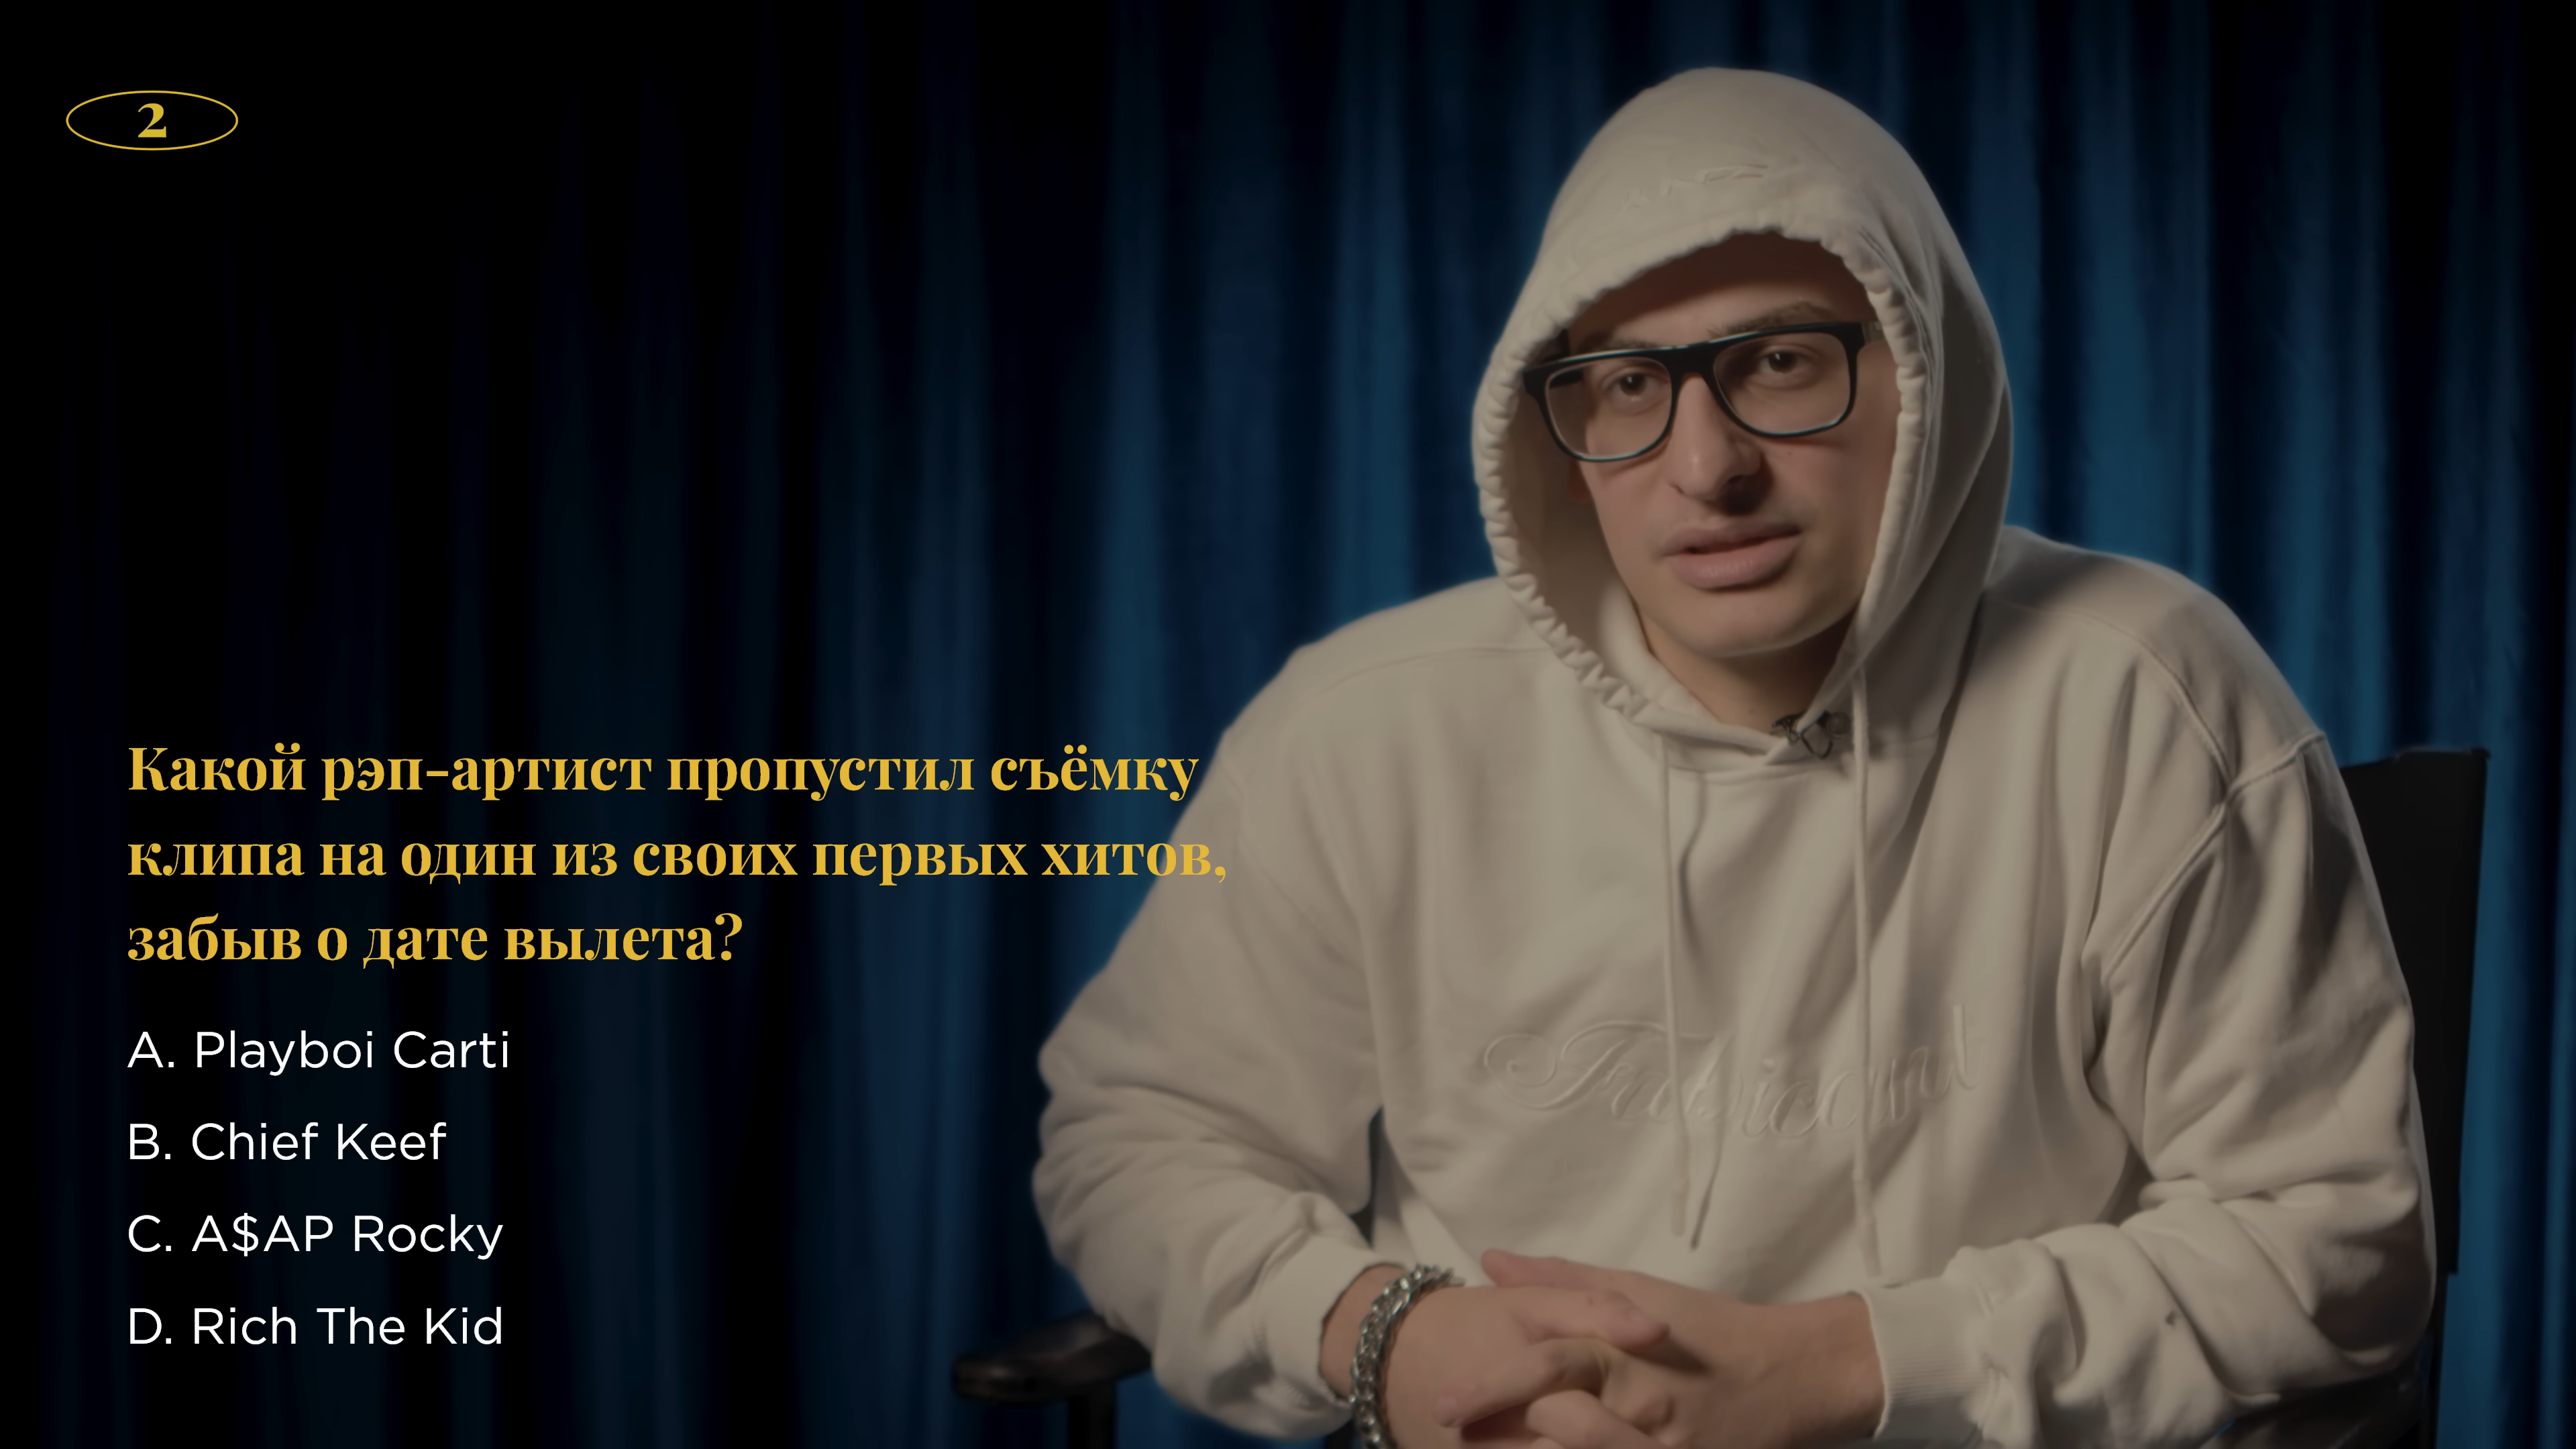 2
Какой рэп-артист пропустил съёмку
клипа на один из своих первых хитов,
забыв о дате вылета?
A. Playboi Carti
B. Chief Keef
C. A$AP Rocky
D. Rich The Kid
Fabricant